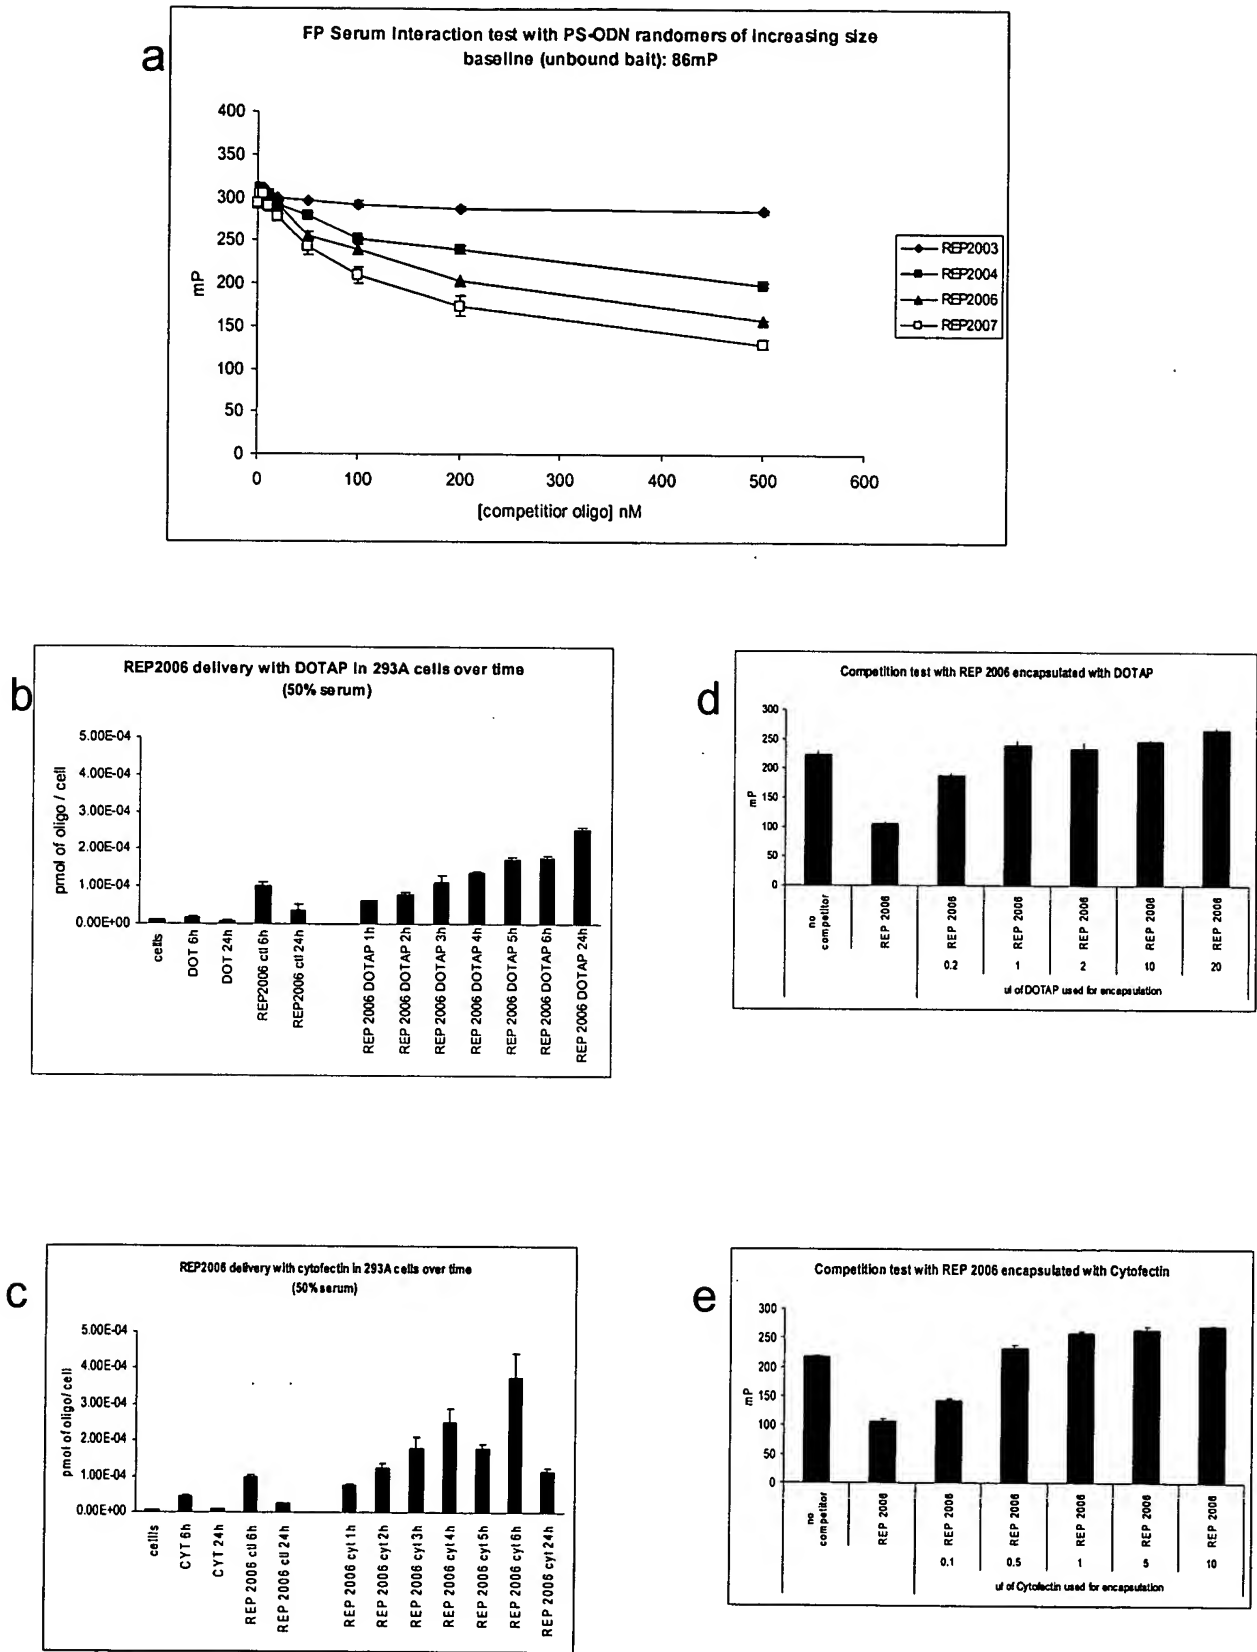 a
FP Serum Interaction test with PS-ODN randomers of increasing size
baseline (unbound bait): 86mP
400
350
300
250
200
150
100
50
0
mP
0 100 200 300 400 500 600
[competitior oligo] nM
REP2003
REP2004
REP2006
REP2007
b
REP2006 delivery with DOTAP in 293A cells over time
(50% serum)
5.00E-04
4.00E-04
3.00E-04
2.00E-04
1.00E-04
0.00E+00
pmol of oligo / cell
cells
DOT 6h
DOT 24h
REP2006 ctl 6h
REP2006 ctl 24h
REP 2006 DOTAP 1h
REP 2006 DOTAP 2h
REP 2006 DOTAP 3h
REP 2006 DOTAP 4h
REP 2006 DOTAP 5h
REP 2006 DOTAP 6h
REP 2006 DOTAP 24h
d
Competition test with REP 2006 encapsulated with DOTAP
300
250
200
150
100
50
0
mP
no competitor
REP 2006
REP 2006
REP 2006
REP 2006
REP 2006
REP 2006
0.2 1 2 10 20
ul of DOTAP used for encapsulation
c
REP2006 delivery with cytofectin in 293A cells over time
(50% serum)
5.00E-04
4.00E-04
3.00E-04
2.00E-04
1.00E-04
0.00E+00
pmol of oligo/cell
cells
CYT 6h
CYT 24h
REP 2006 ctl 6h
REP 2006 ctl 24h
REP 2006 cyt 1h
REP 2006 cyt 2h
REP 2006 cyt 3h
REP 2006 cyt 4h
REP 2006 cyt 5h
REP 2006 cyt 6h
REP 2006 cyt 24h
e
Competition test with REP 2006 encapsulated with Cytofectin
300
250
200
150
100
50
0
mP
no competitor
REP 2006
REP 2006
REP 2006
REP 2006
REP 2006
REP 2006
0.1 0.5 1 5 10
ul of Cytofectin used for encapsulation